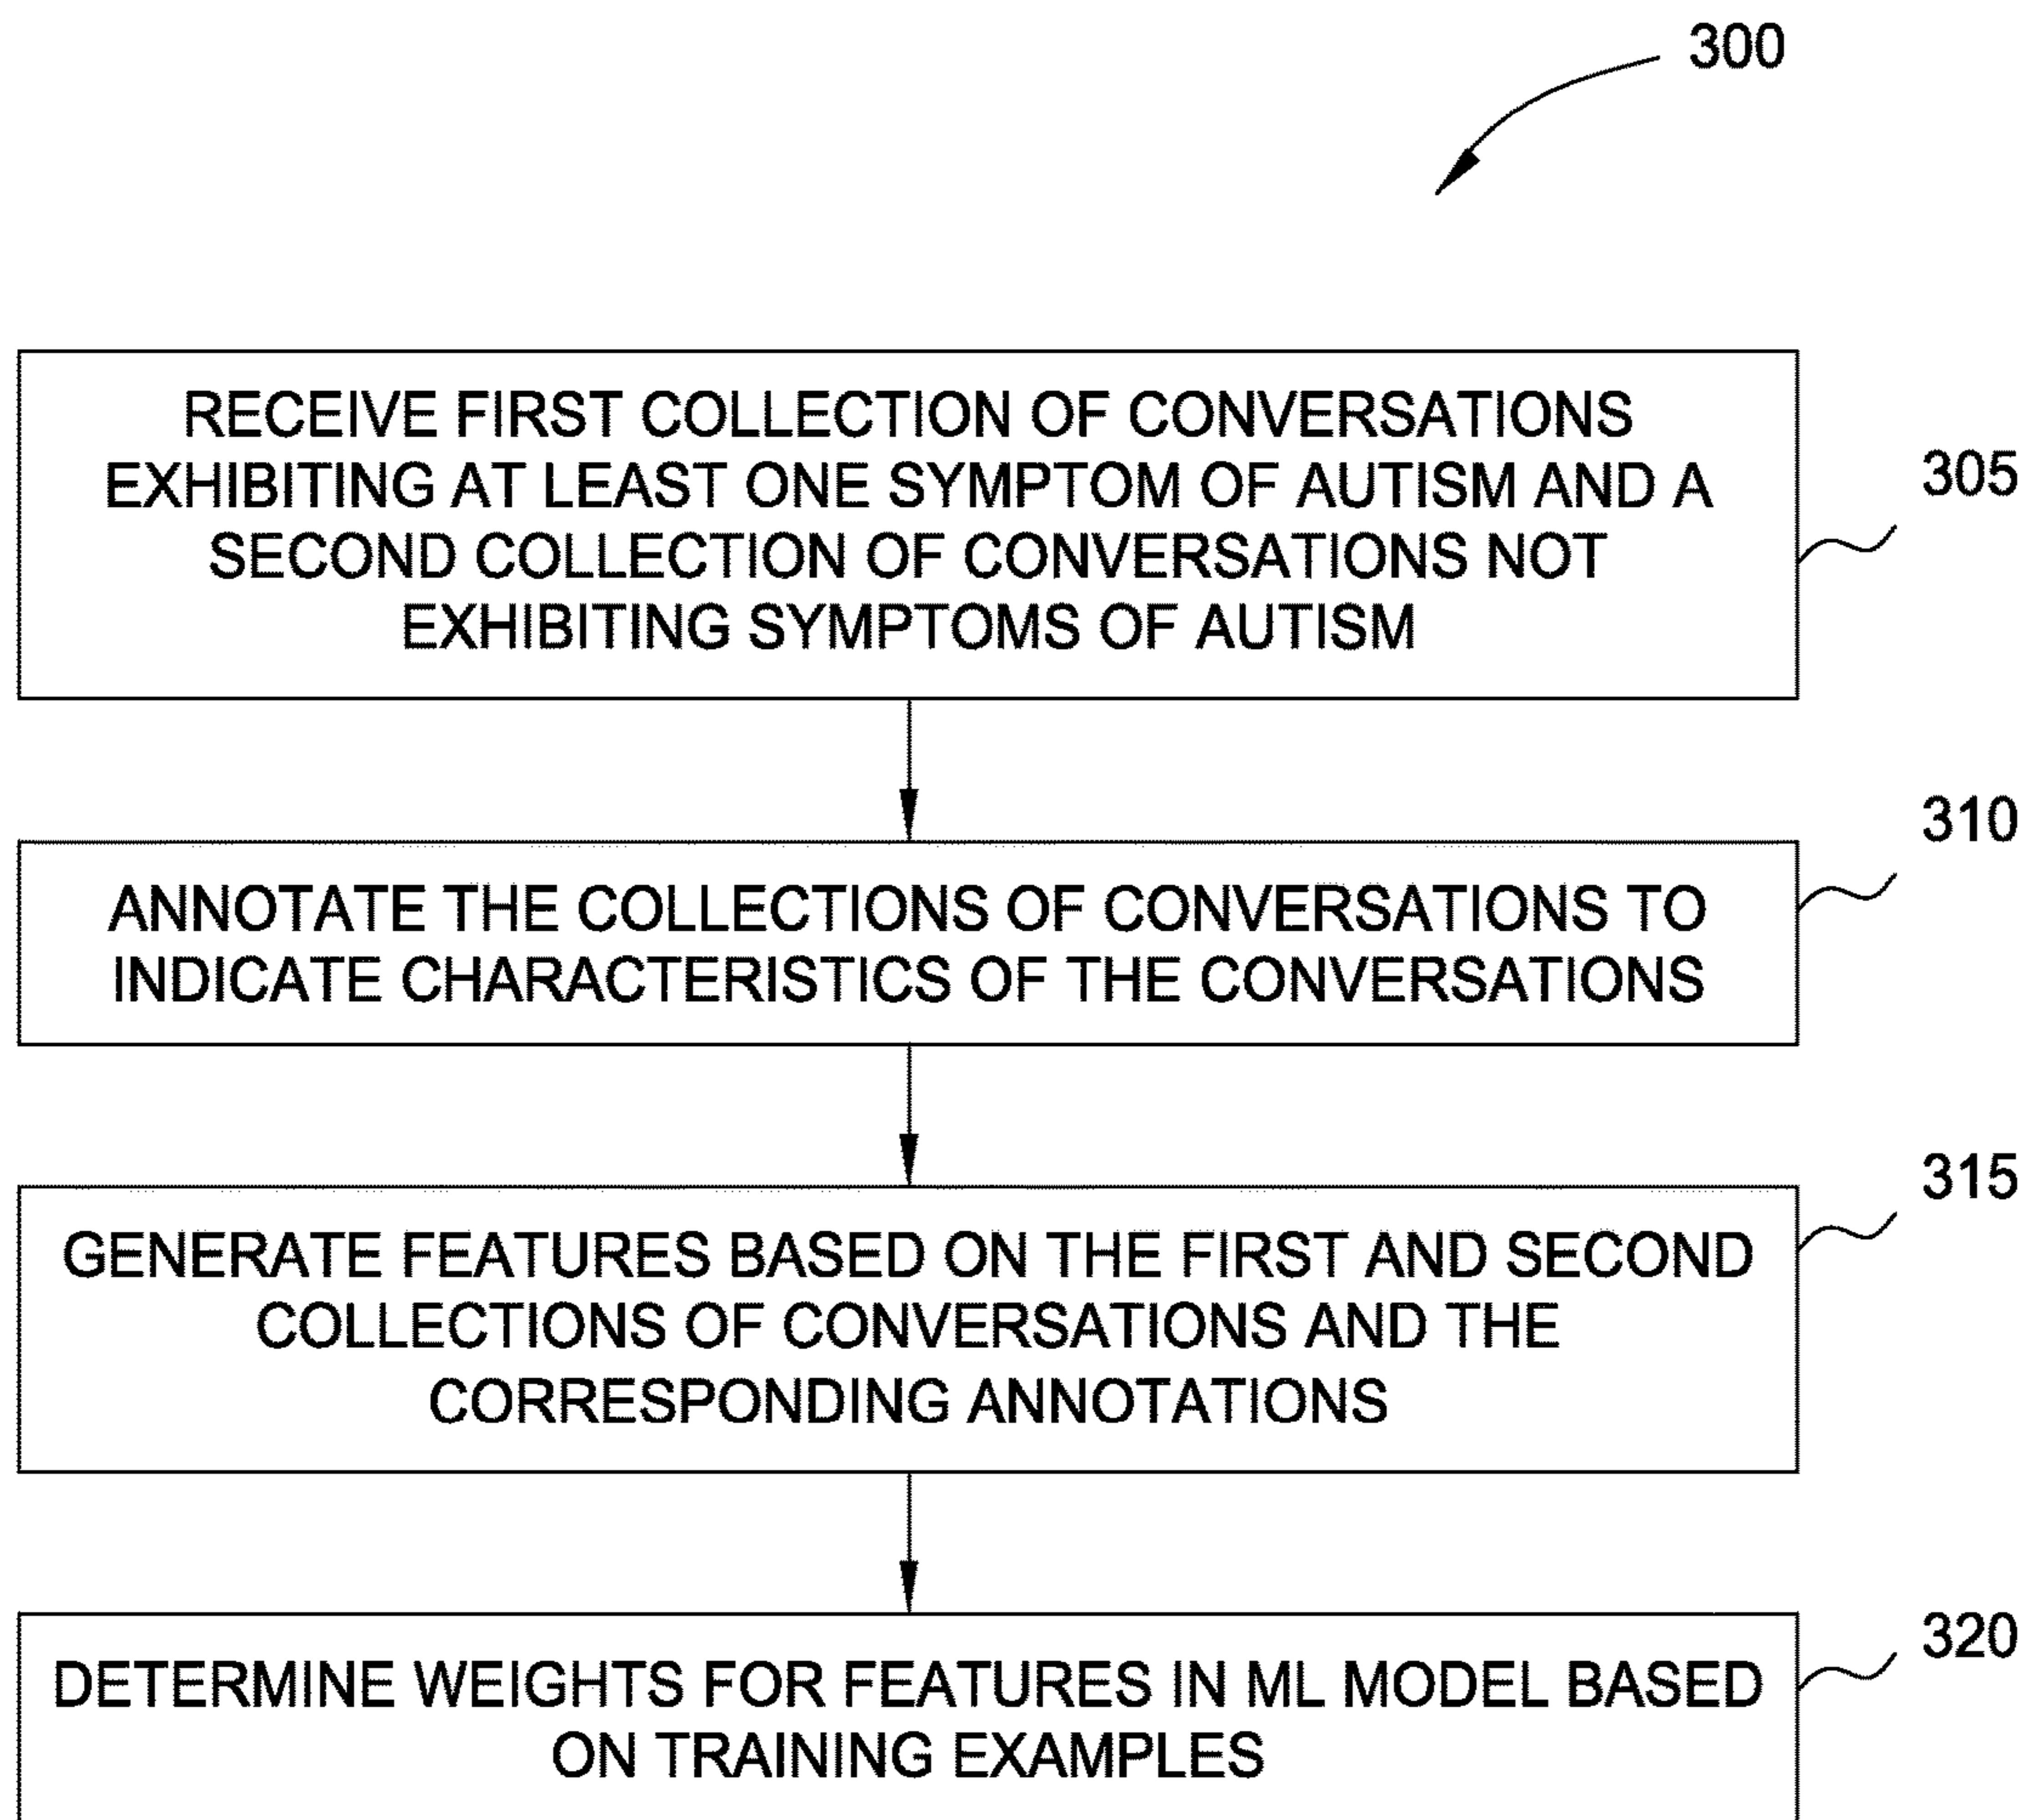 300
RECEIVE FIRST COLLECTION OF CONVERSATIONS
EXHIBITING AT LEAST ONE SYMPTOM OF AUTISM AND A
SECOND COLLECTION OF CONVERSATIONS NOT
EXHIBITING SYMPTOMS OF AUTISM
305
310
ANNOTATE THE COLLECTIONS OF CONVERSATIONS TO
INDICATE CHARACTERISTICS OF THE CONVERSATIONS
315
GENERATE FEATURES BASED ON THE FIRST AND SECOND
COLLECTIONS OF CONVERSATIONS AND THE
CORRESPONDING ANNOTATIONS
320
DETERMINE WEIGHTS FOR FEATURES IN ML MODEL BASED
ON TRAINING EXAMPLES